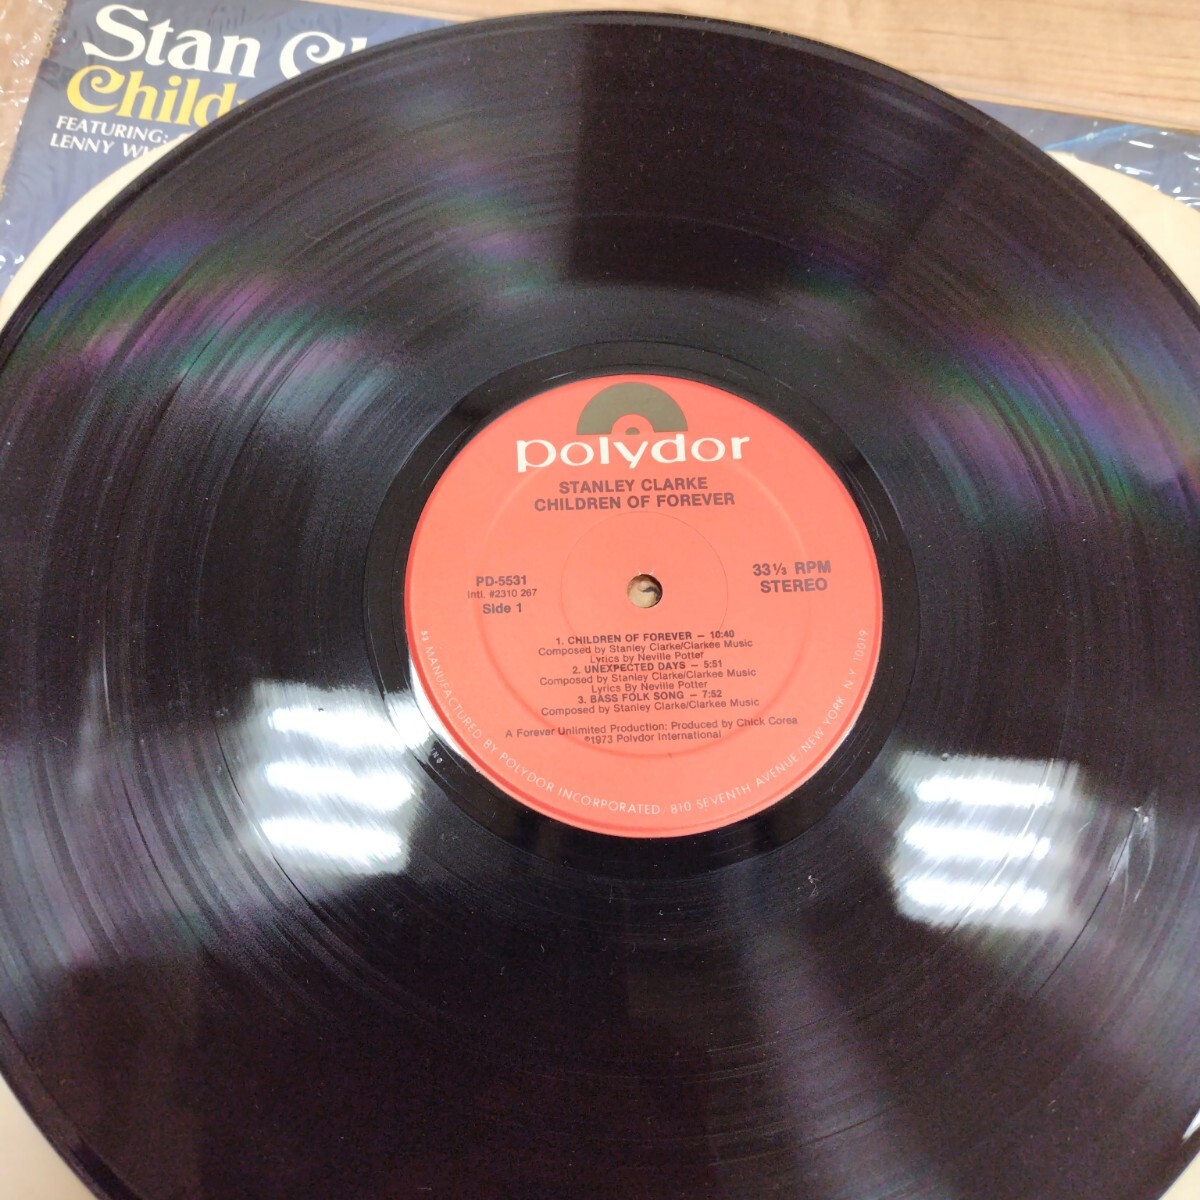 Stan
Child
FEATURING:
LENNY
polydor
STANLEY CLARKE
CHILDREN OF FOREVER
PD-5531
Intl. #2310 267
Side 1
33⅓ RPM
STEREO
1. CHILDREN OF FOREVER — 10:40
Composed by Stanley Clarke/Clarkee Music
Lyrics by Neville Potter
2. UNEXPECTED DAYS — 5:51
Composed by Stanley Clarke/Clarkee Music
Lyrics By Neville Potter
3. BASS FOLK SONG — 7:52
Composed by Stanley Clarke/Clarkee Music
A Forever Unlimited Production: Produced by Chick Corea
℗1973 Polydor International
53 MANUFACTURED BY POLYDOR INCORPORATED/810 SEVENTH AVENUE/NEW YORK N.Y. 10019